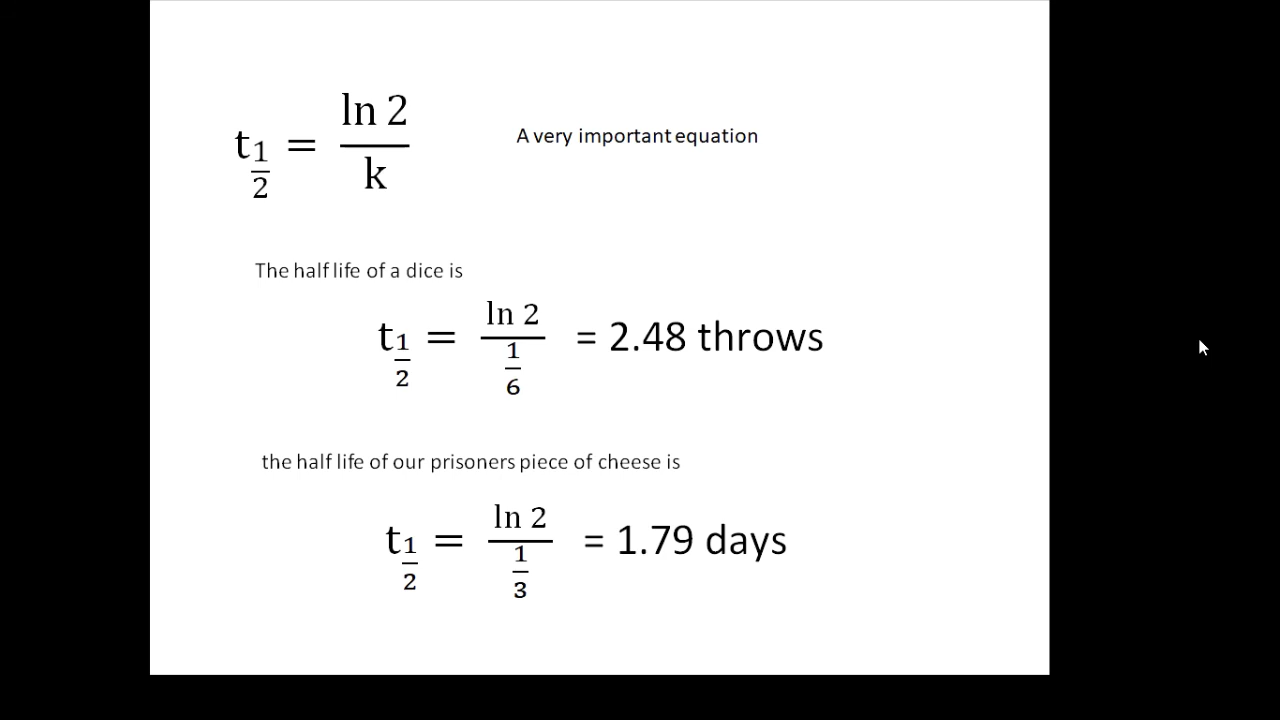 t1/2 = ln 2/k
A very important equation
The half life of a dice is
t1/2 = ln 2/(1/6) = 2.48 throws
the half life of our prisoners piece of cheese is
t1/2 = ln 2/(1/3) = 1.79 days